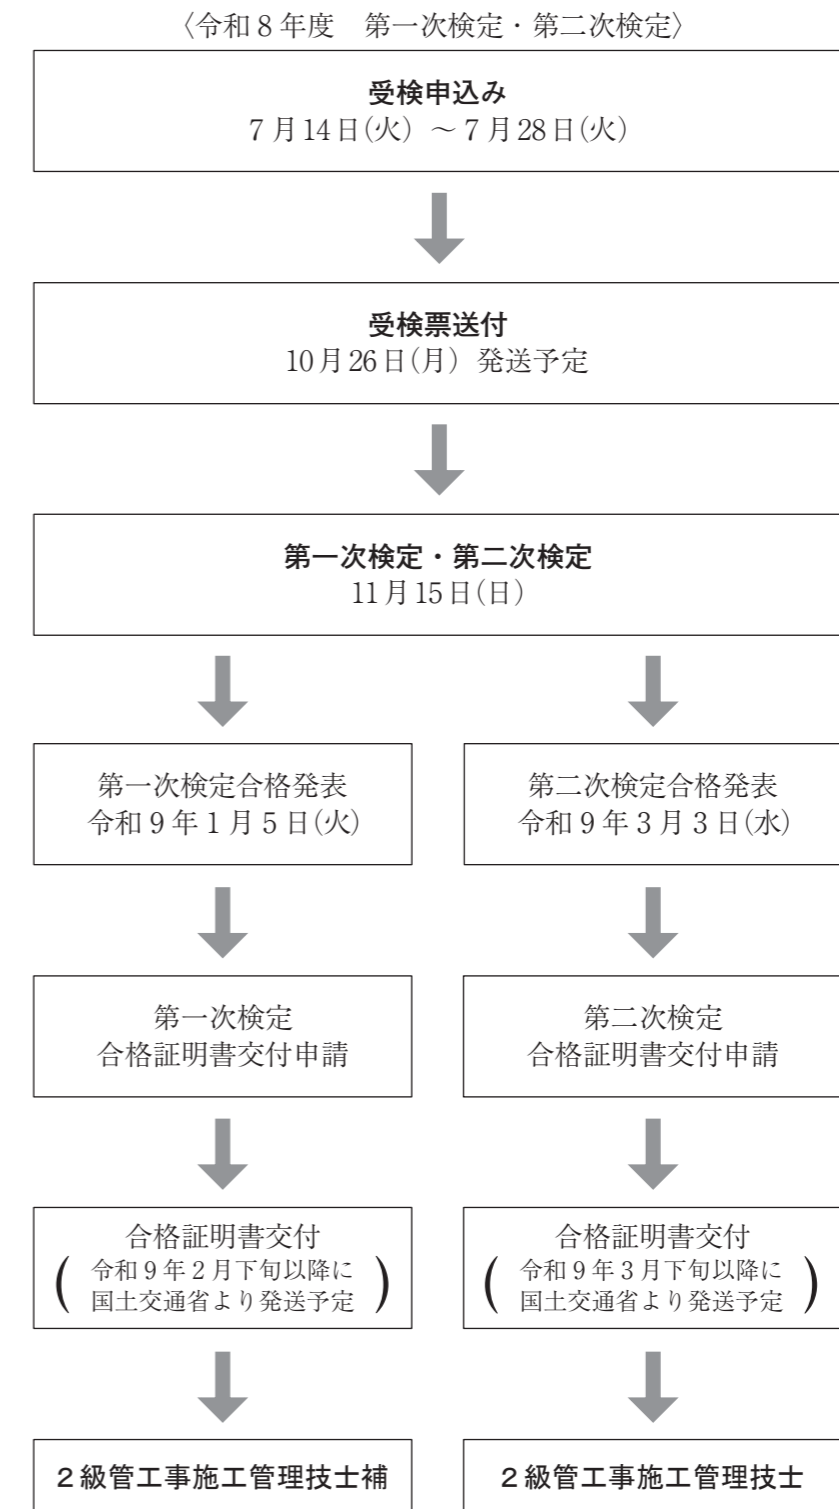 〈令和8年度　第一次検定・第二次検定〉
受検申込み
7月14日(火) ～7月28日(火)
受検票送付
10月26日(月) 発送予定
第一次検定・第二次検定
11月15日(日)
第一次検定合格発表
令和9年1月5日(火)
第二次検定合格発表
令和9年3月3日(水)
第一次検定
合格証明書交付申請
第二次検定
合格証明書交付申請
合格証明書交付
(令和9年2月下旬以降に
国土交通省より発送予定)
合格証明書交付
(令和9年3月下旬以降に
国土交通省より発送予定)
2級管工事施工管理技士補
2級管工事施工管理技士